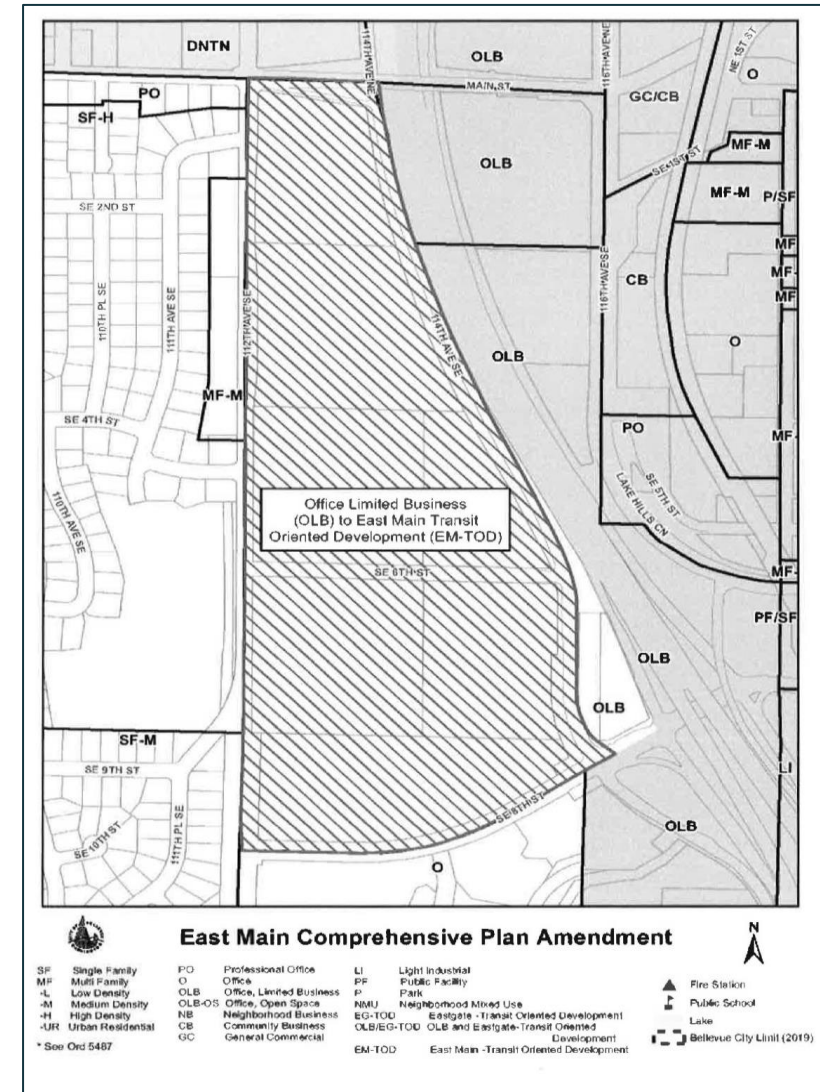 DNTN
OLB
114TH AVE NE
116TH AVE NE
NE 1ST ST
O
PO
SF-H
MAIN ST
GC/CB
OLB
SE 1ST ST
MF-M
MF-M
P/SF
SE 2ND ST
MF
MF-
MF
110TH PL SE
111TH AVE SE
112TH AVE SE
114TH AVE SE
116TH AVE SE
CB
OLB
O
MF-M
SE 4TH ST
PO
MF-
110TH AVE SE
Office Limited Business
(OLB) to East Main Transit
Oriented Development (EM-TOD)
SE 5TH ST
LAKE HILLS CN
SE 6TH ST
MF-
PF/SF
OLB
OLB
SF-M
SE 9TH ST
LI
SE 10TH ST
111TH PL SE
SE 8TH ST
OLB
O
East Main Comprehensive Plan Amendment
N
SF Single Family
MF Multi Family
-L Low Density
-M Medium Density
-H High Density
-UR Urban Residential
* See Ord 5487
PO Professional Office
O Office
OLB Office, Limited Business
OLB-OS Office, Open Space
NB Neighborhood Business
CB Community Business
GC General Commercial
LI Light Industrial
PF Public Facility
P Park
NMU Neighborhood Mixed Use
EG-TOD Eastgate -Transit Oriented Development
OLB/EG-TOD OLB and Eastgate-Transit Oriented
Development
EM-TOD East Main -Transit Oriented Development
Fire Station
Public School
Lake
Bellevue City Limit (2019)